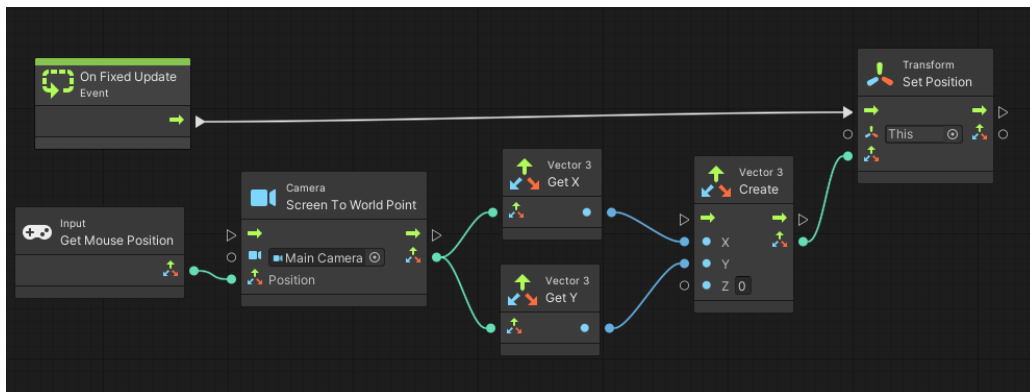 On Fixed Update
Event
Transform
Set Position
This
Input
Get Mouse Position
Camera
Screen To World Point
Main Camera
Position
Vector 3
Get X
Vector 3
Get Y
Vector 3
Create
X
Y
Z 0